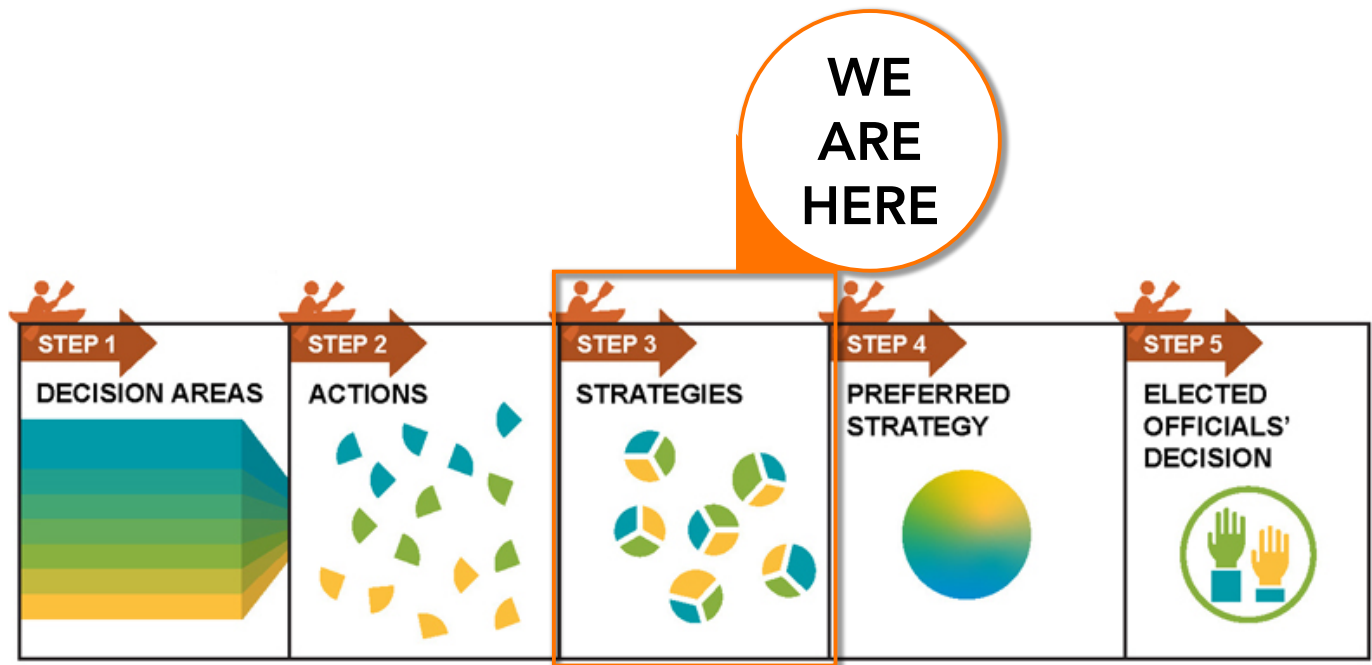 WE
ARE
HERE
STEP 1
DECISION AREAS
STEP 2
ACTIONS
STEP 3
STRATEGIES
STEP 4
PREFERRED
STRATEGY
STEP 5
ELECTED
OFFICIALS’
DECISION